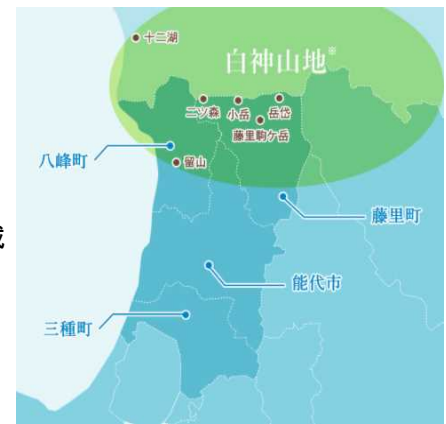 十二湖
白神山地※
二ツ森
小岳
岳岱
藤里駒ケ岳
八峰町
留山
藤里町
能代市
三種町